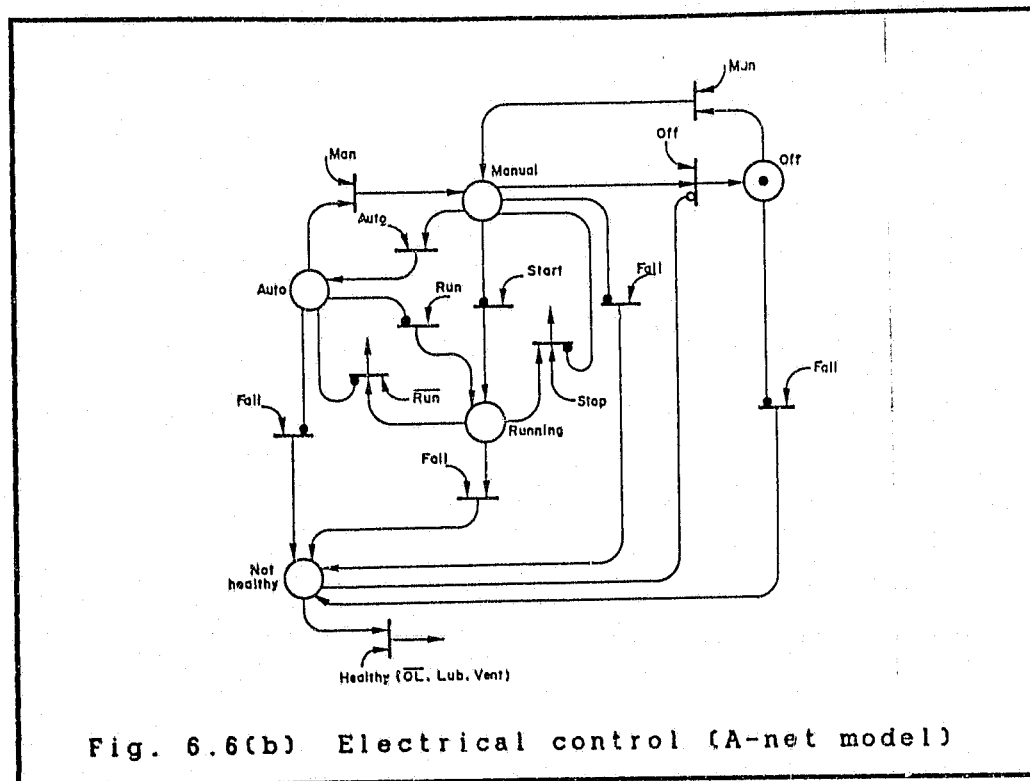 Man
Off
Off
Man
Manual
Auto
Auto
Start
Fail
Run
Fail
Run
Stop
Fail
Running
Fail
Not
healthy
Healthy (OL, Lub, Vent)
Fig. 6.6(b) Electrical control (A-net model)